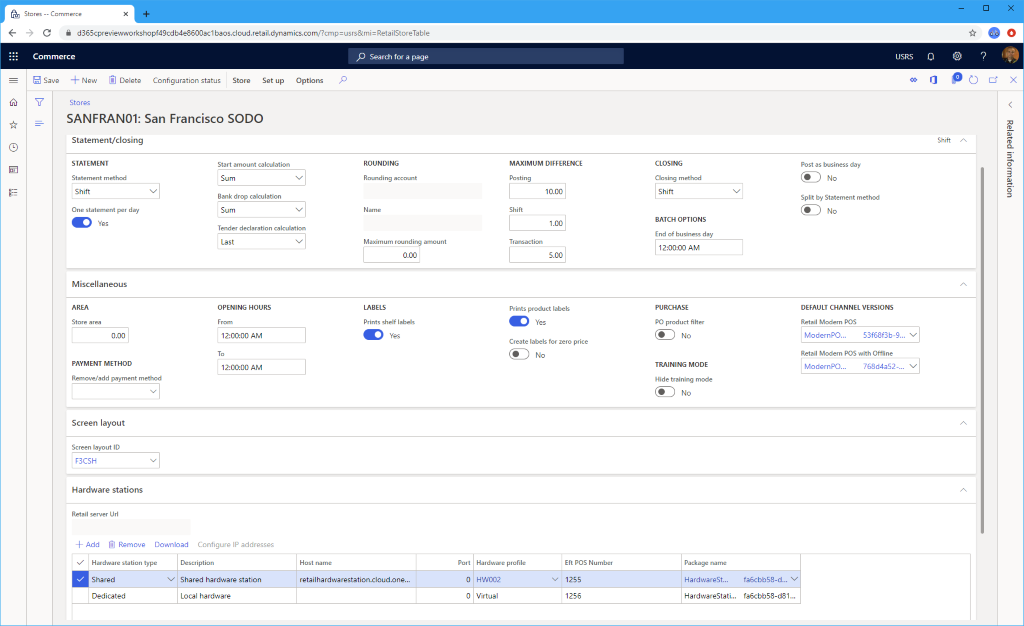 Stores -- Commerce
d365cpreviewworkshopf49cdb4e8600ac1baos.cloud.retail.dynamics.com/?cmp=usrs&mi=RetailStoreTable
Commerce
Search for a page
USRS
Save
New
Delete
Configuration status
Store
Set up
Options
0
Stores
SANFRAN01: San Francisco SODO
Related information
Statement/closing
Shift
STATEMENT
Statement method
Shift
One statement per day
Yes
Start amount calculation
Sum
Bank drop calculation
Sum
Tender declaration calculation
Last
ROUNDING
Rounding account
Name
Maximum rounding amount
0.00
MAXIMUM DIFFERENCE
Posting
10.00
Shift
1.00
Transaction
5.00
CLOSING
Closing method
Shift
BATCH OPTIONS
End of business day
12:00:00 AM
Post as business day
No
Split by Statement method
No
Miscellaneous
AREA
Store area
0.00
PAYMENT METHOD
Remove/add payment method
OPENING HOURS
From
12:00:00 AM
To
12:00:00 AM
LABELS
Prints shelf labels
Yes
Prints product labels
Yes
Create labels for zero price
No
PURCHASE
PO product filter
No
TRAINING MODE
Hide training mode
No
DEFAULT CHANNEL VERSIONS
Retail Modern POS
ModernPO... 53f68f3b-9...
Retail Modern POS with Offline
ModernPO... 768d4a52-...
Screen layout
Screen layout ID
F3CSH
Hardware stations
Retail server Url
Add
Remove
Download
Configure IP addresses
Hardware station type Description Host name Port Hardware profile Eft POS Number Package name
Shared Shared hardware station retailhardwarestation.cloud.one... 0 HW002 1255 HardwareSt... fa6cbb58-d...
Dedicated Local hardware 0 Virtual 1256 HardwareStati... fa6cbb58-d81...